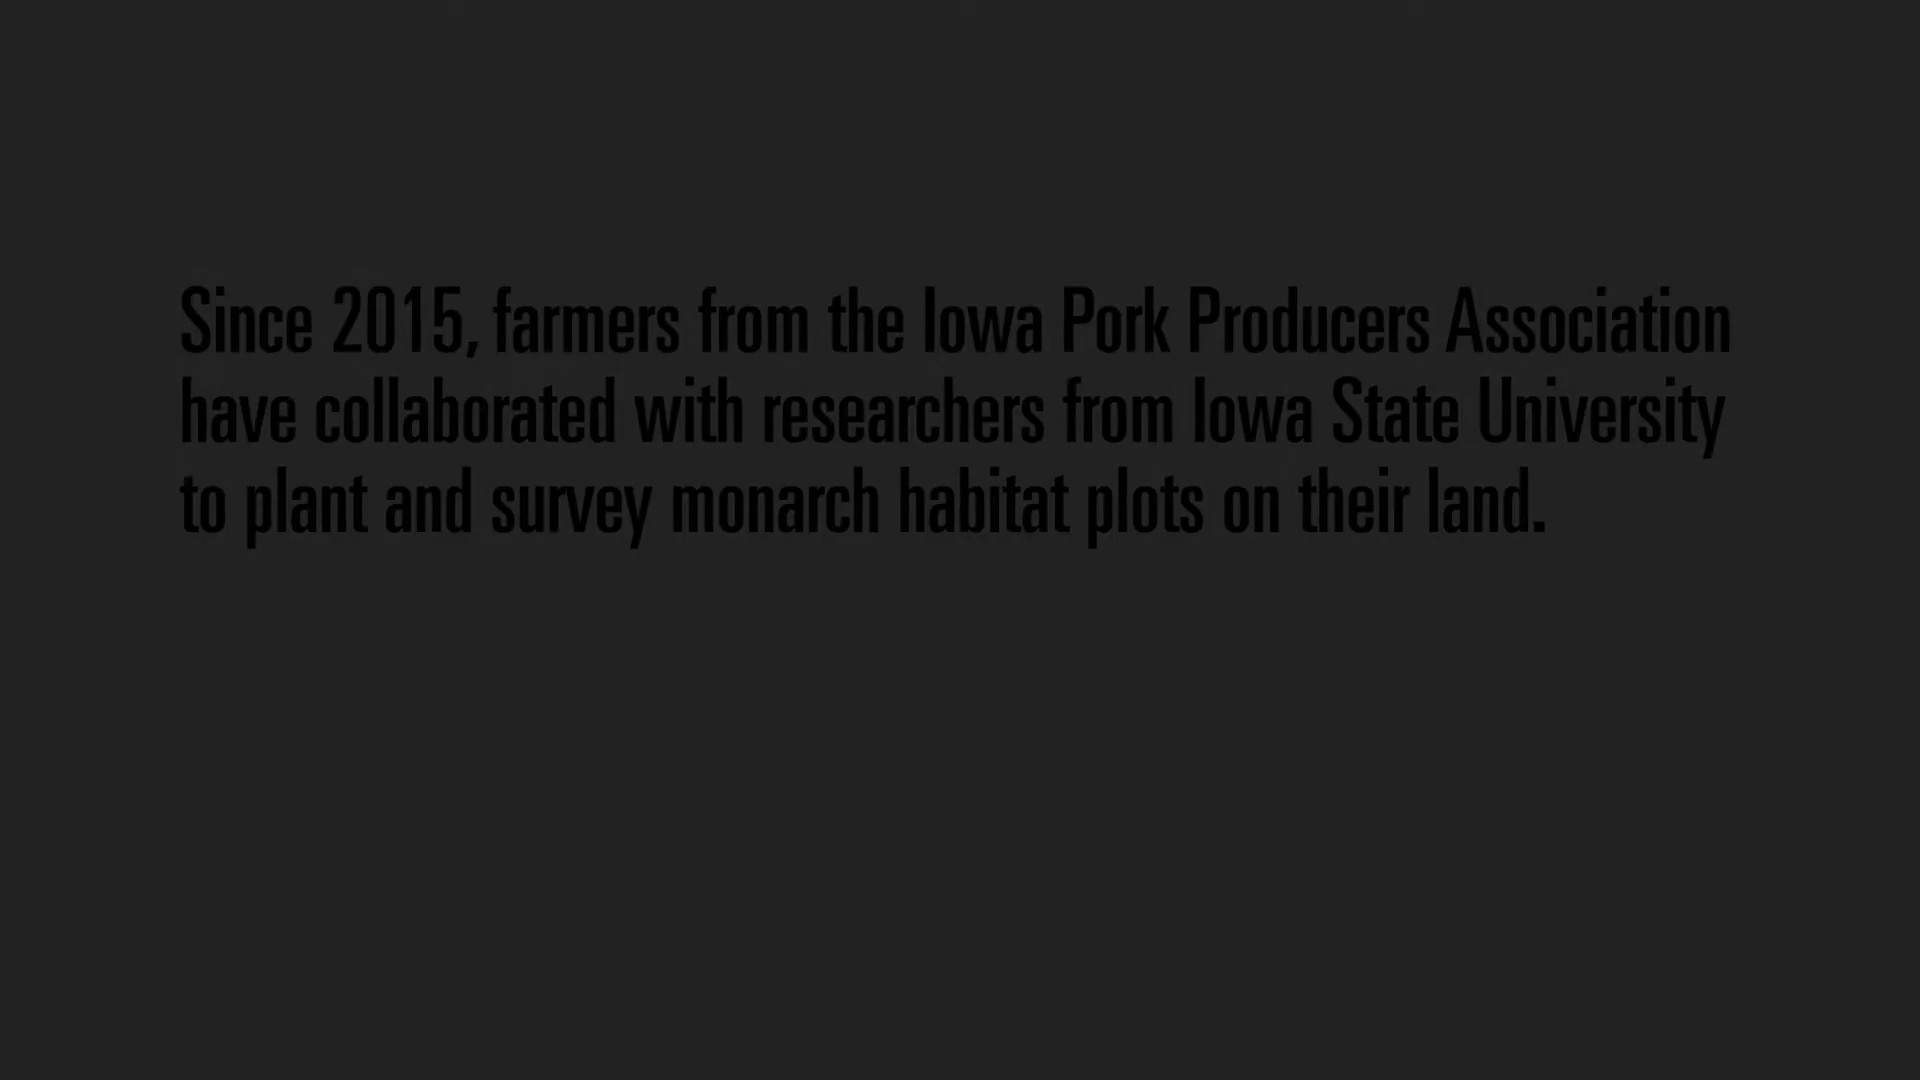 Since 2015, farmers from the Iowa Pork Producers Association
have collaborated with researchers from Iowa State University
to plant and survey monarch habitat plots on their land.